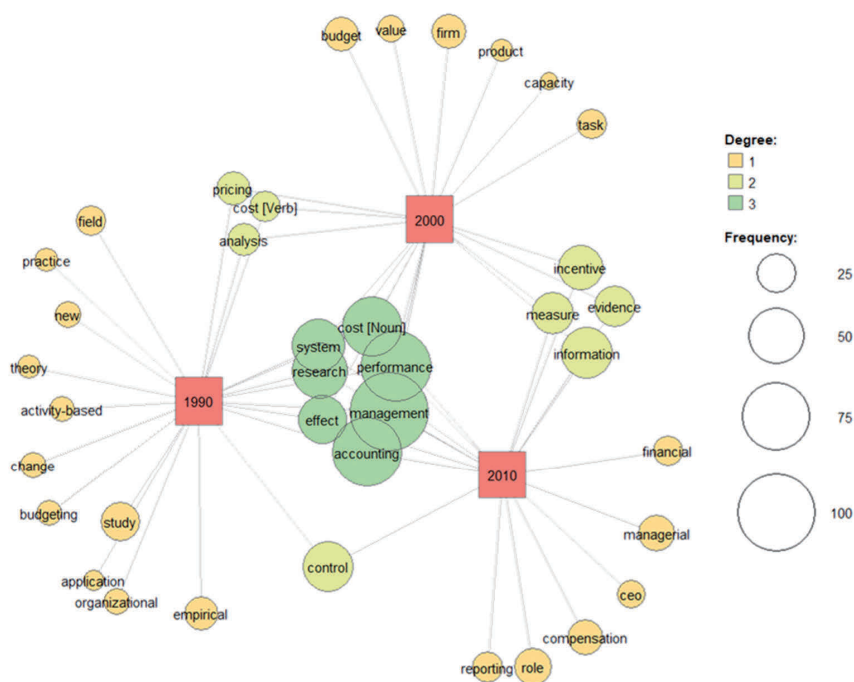 budget
value
firm
product
capacity
task
Degree:
1
2
3
Frequency:
25
50
75
100
pricing
cost [Verb]
analysis
2000
field
practice
new
theory
activity-based
change
budgeting
study
application
organizational
empirical
1990
incentive
evidence
measure
information
cost [Noun]
system
research
performance
management
effect
accounting
2010
control
financial
managerial
ceo
compensation
role
reporting